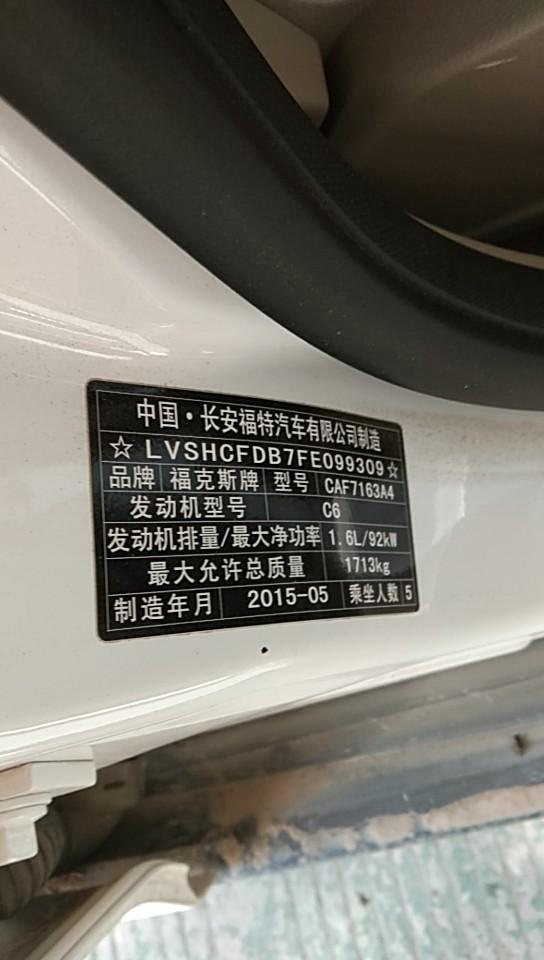 中国·长安福特汽车有限公司制造
☆LVSHCFDB7FE099309☆
品牌 福克斯牌 型号 CAF7163A4
发动机型号 C6
发动机排量/最大净功率 1.6L/92kW
最大允许总质量 1713kg
制造年月 2015-05 乘坐人数 5